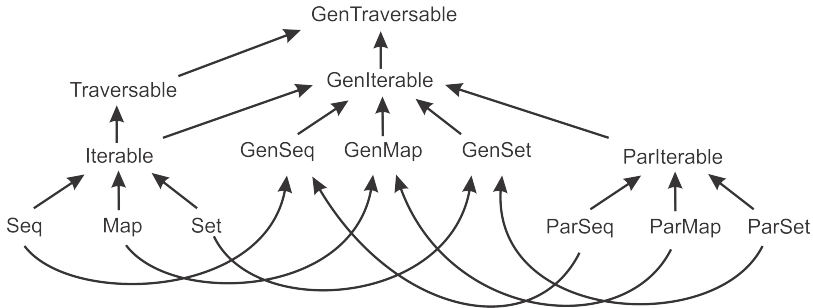 GenTraversable
Traversable
GenIterable
Iterable
GenSeq
GenMap
GenSet
ParIterable
Seq
Map
Set
ParSeq
ParMap
ParSet